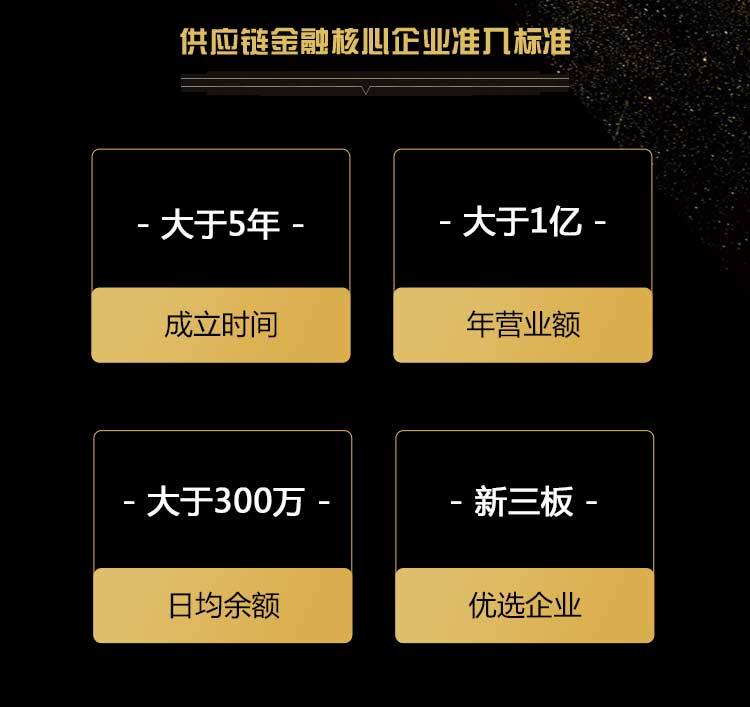 供应链金融核心企业准入标准
- 大于5年 -
成立时间
- 大于1亿 -
年营业额
- 大于300万 -
日均余额
- 新三板 -
优选企业